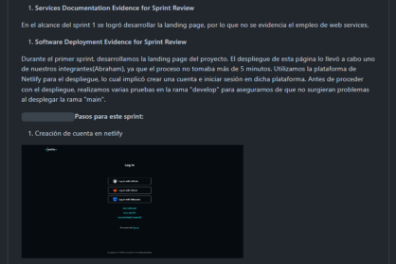 1. Services Documentation Evidence for Sprint Review
En el alcance del sprint 1 se logró desarrollar la landing page, por lo que no se evidencia el empleo de web services.
1. Software Deployment Evidence for Sprint Review
Durante el primer sprint, desarrollamos la landing page del proyecto. El despliegue de esta página lo llevó a cabo uno
de nuestros integrantes(Abraham), ya que el proceso no tomaba más de 5 minutos. Utilizamos la plataforma de
Netlify para el despliegue, lo cual implicó crear una cuenta e iniciar sesión en dicha plataforma. Antes de proceder
con el despliegue, realizamos varias pruebas en la rama "develop" para asegurarnos de que no surgieran problemas
al desplegar la rama "main".
Pasos para este sprint:
1. Creación de cuenta en netlify
Log in